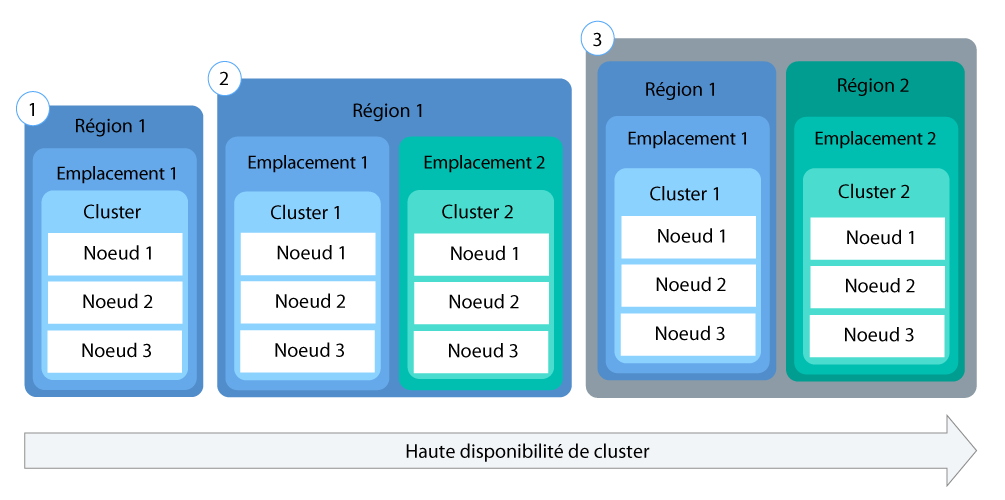 1
Région 1
Emplacement 1
Cluster
Noeud 1
Noeud 2
Noeud 3
2
Région 1
Emplacement 1
Cluster 1
Noeud 1
Noeud 2
Noeud 3
Emplacement 2
Cluster 2
Noeud 1
Noeud 2
Noeud 3
3
Région 1
Emplacement 1
Cluster 1
Noeud 1
Noeud 2
Noeud 3
Région 2
Emplacement 2
Cluster 2
Noeud 1
Noeud 2
Noeud 3
Haute disponibilité de cluster